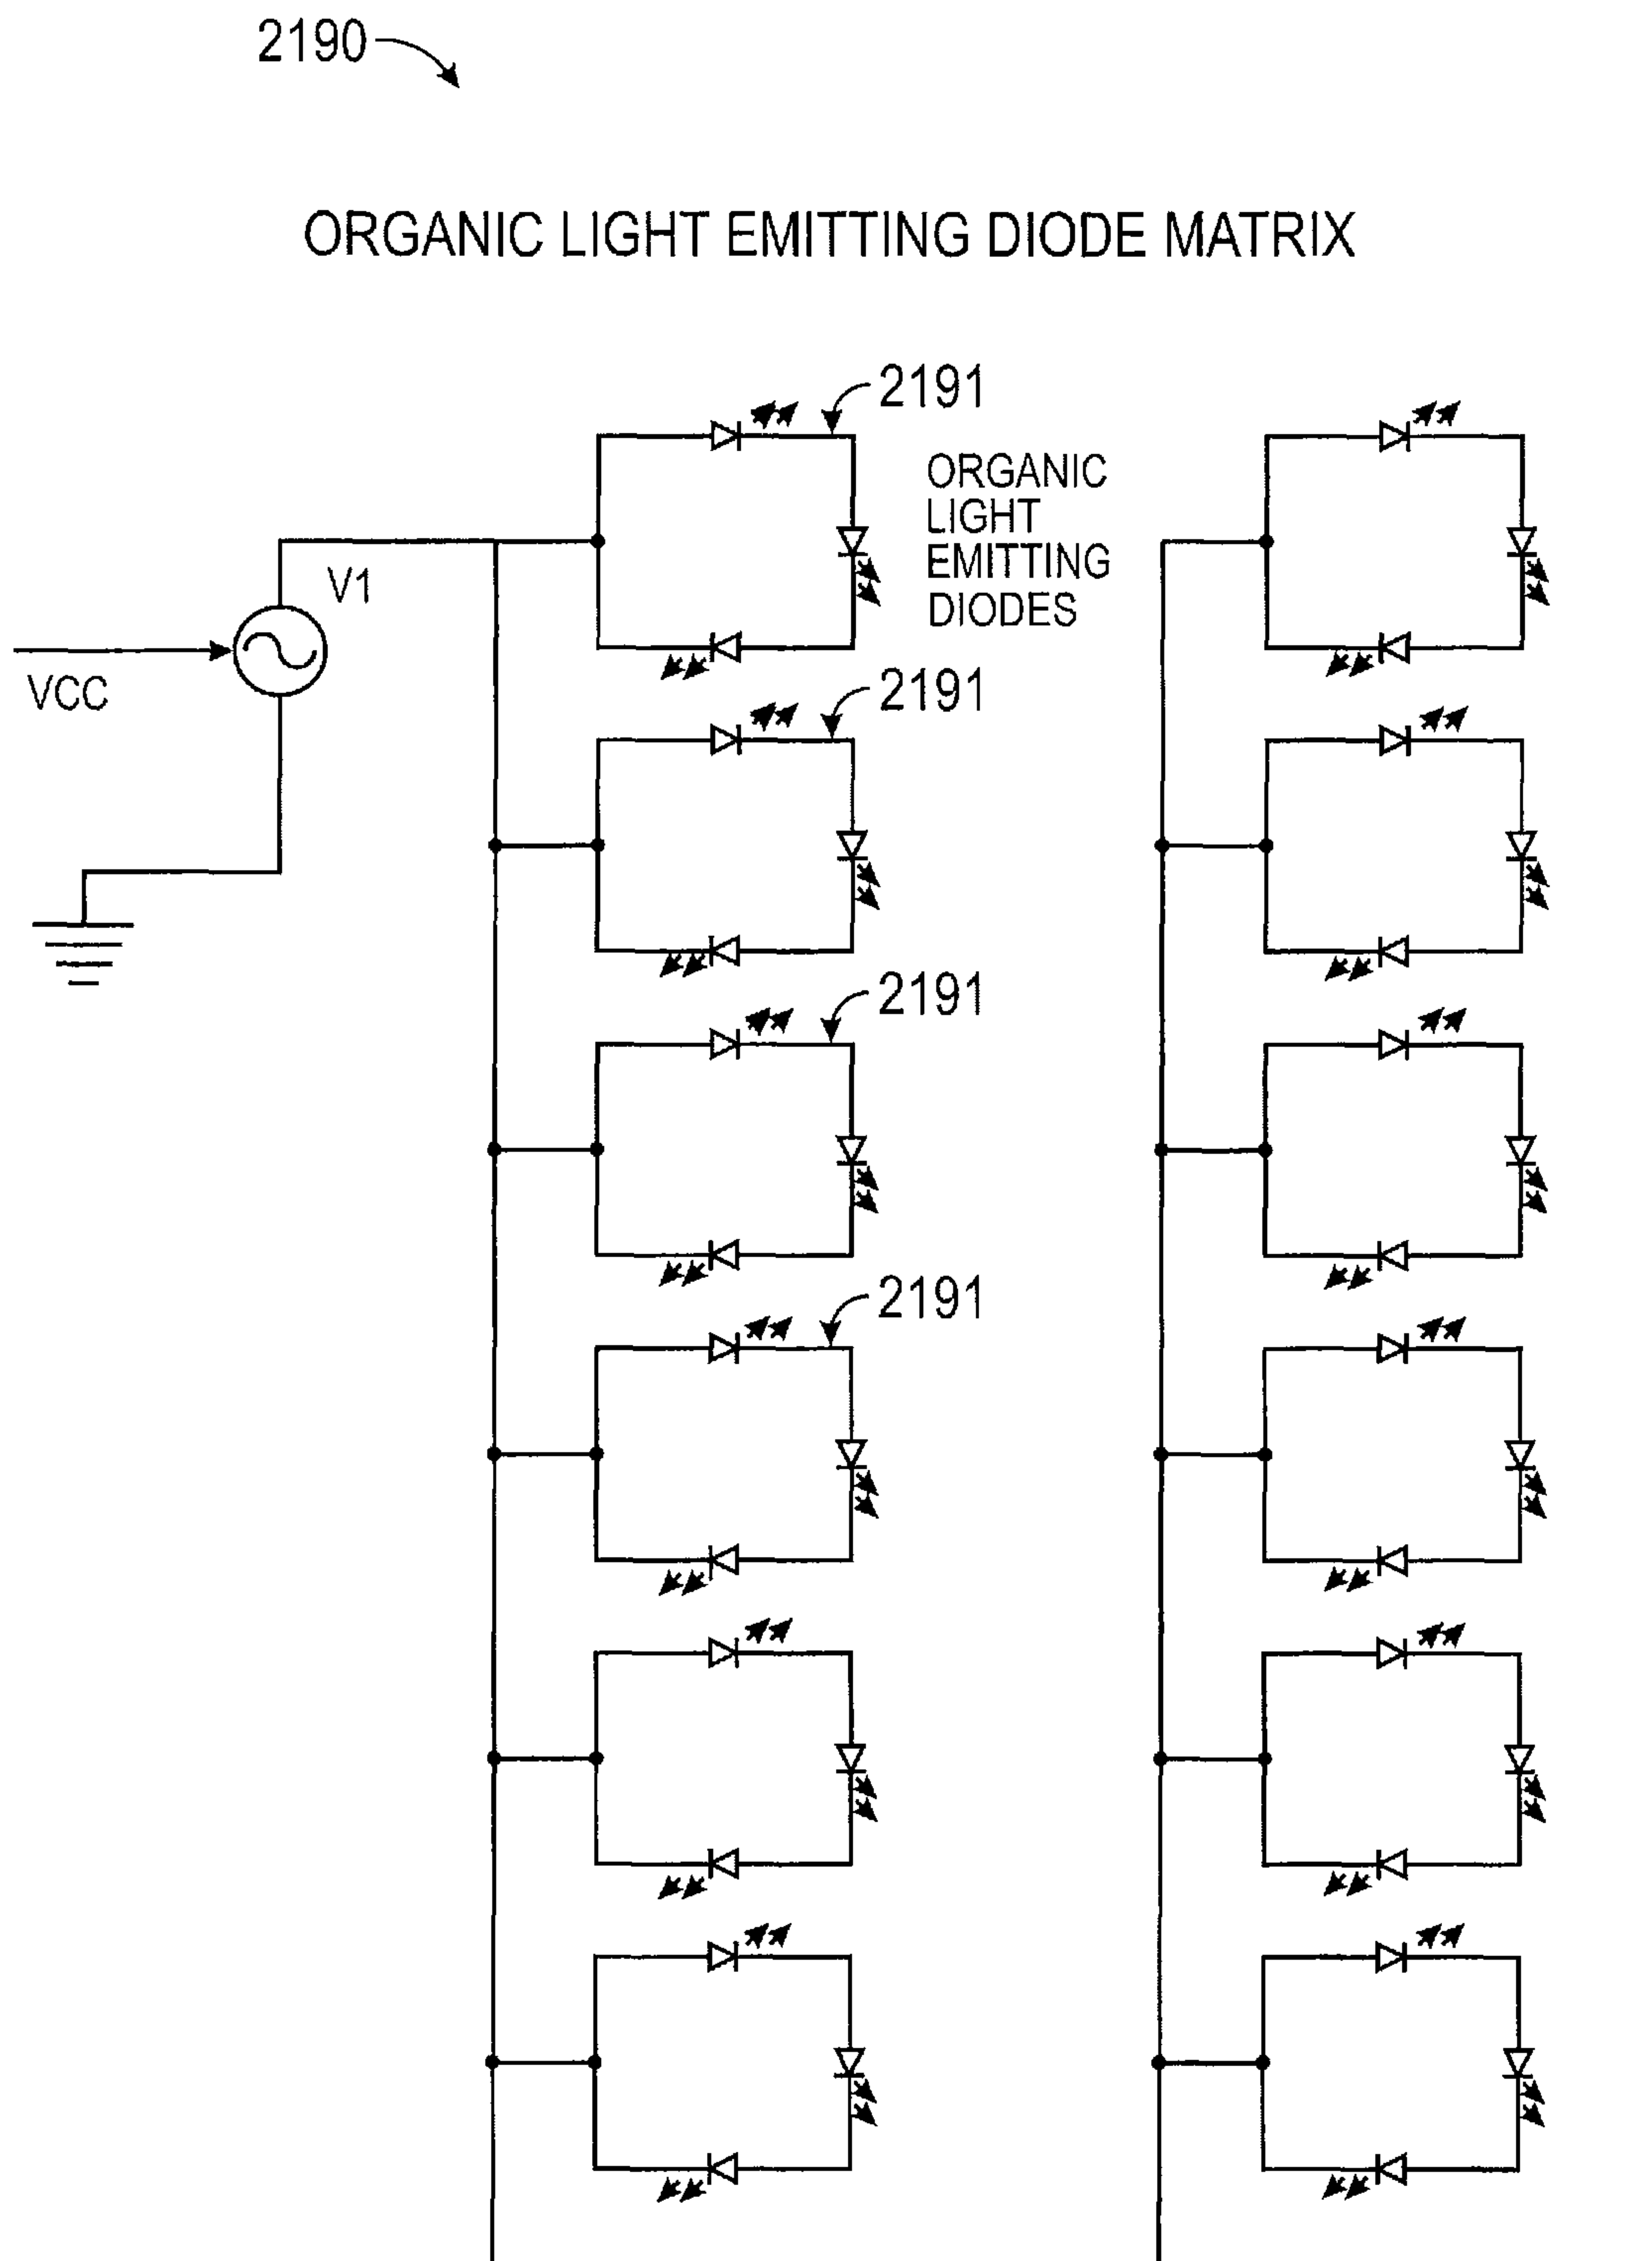 2190
ORGANIC LIGHT EMITTING DIODE MATRIX
2191
ORGANIC
LIGHT
EMITTING
DIODES
V1
VCC
2191
2191
2191